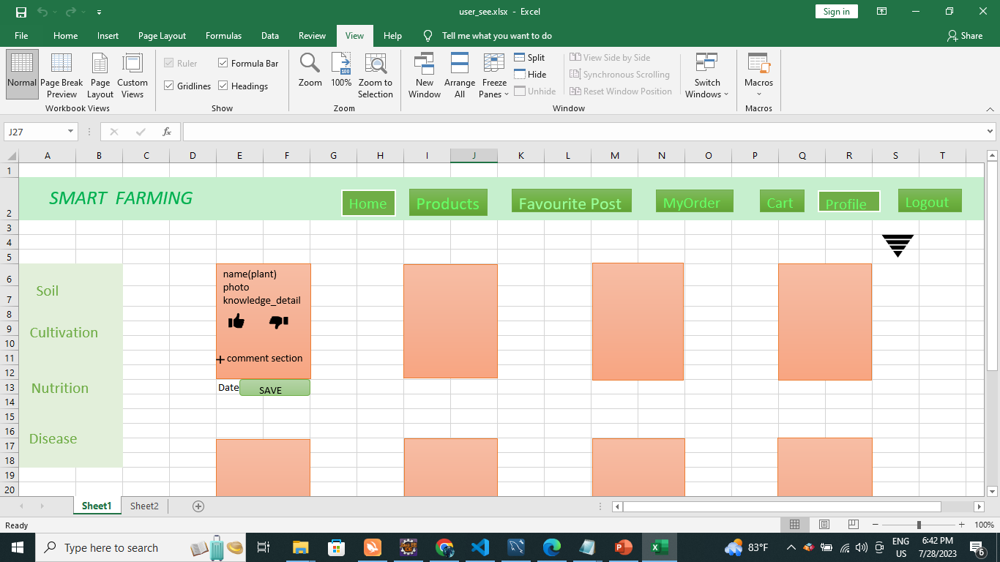 user_see.xlsx - Excel
Sign in
File Home Insert Page Layout Formulas Data Review View Help Tell me what you want to do Share
Normal Page Break Preview Page Layout Custom Views
Workbook Views
Ruler Formula Bar
Gridlines Headings
Show
Zoom 100% Zoom to Selection
Zoom
New Window Arrange All Freeze Panes
Split
Hide
Unhide
View Side by Side
Synchronous Scrolling
Reset Window Position
Window
Switch Windows
Macros
Macros
J27 fx
A B C D E F G H I J K L M N O P Q R S T
1
2 SMART FARMING Home Products Favourite Post MyOrder Cart Profile Logout
3
4
5
6 name(plant)
photo
7 Soil knowledge_detail
8
9 Cultivation
10
11 + comment section
12
13 Nutrition Date SAVE
14
15
16
17 Disease
18
19
20
Sheet1 Sheet2
Ready 100%
Type here to search 83°F ENG US 6:42 PM 7/28/2023 6